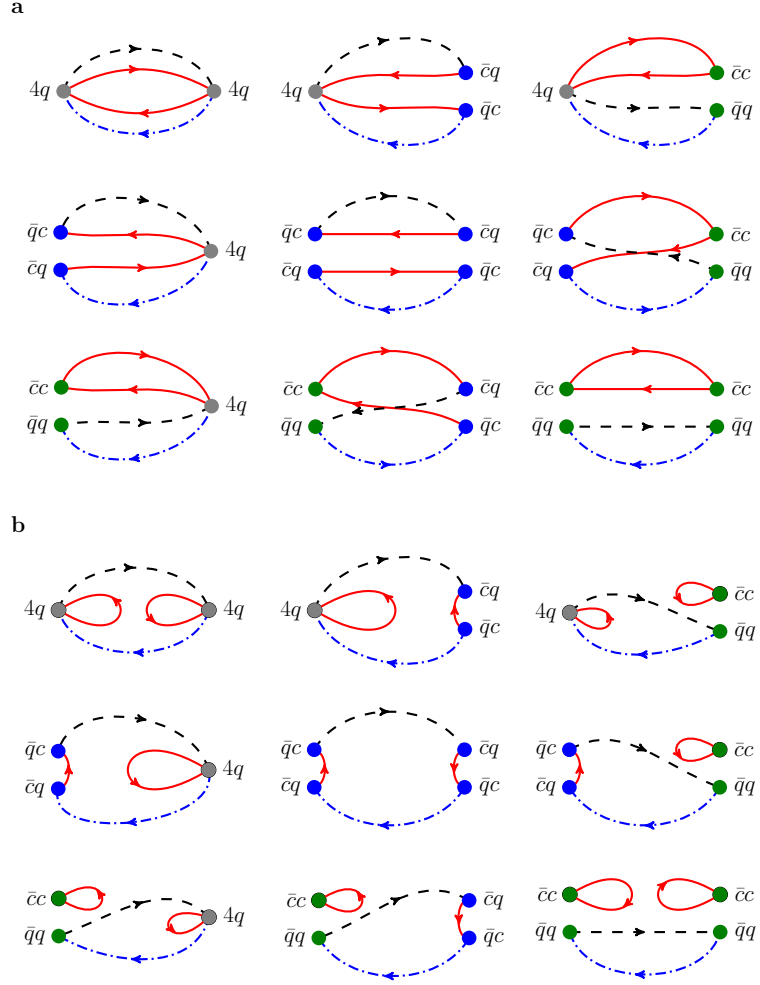 a
4q 4q 4q c̄q q̄c 4q c̄c q̄q
q̄c c̄q 4q q̄c c̄q c̄q q̄c q̄c c̄q c̄c q̄q
c̄c q̄q 4q c̄c q̄q c̄q q̄c c̄c q̄q c̄c q̄q
b
4q 4q 4q c̄q q̄c 4q c̄c q̄q
q̄c c̄q 4q q̄c c̄q c̄q q̄c q̄c c̄q c̄c q̄q
c̄c q̄q 4q c̄c q̄q c̄q q̄c c̄c q̄q c̄c q̄q